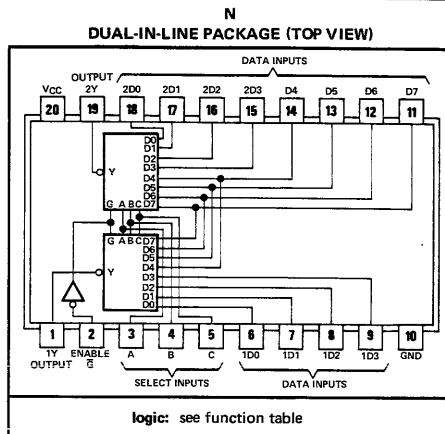 N
DUAL-IN-LINE PACKAGE (TOP VIEW)
DATA INPUTS
OUTPUT
VCC 2Y 2D0 2D1 2D2 2D3 D4 D5 D6 D7
20 19 18 17 16 15 14 13 12 11
D0
D1
D2
D3
Y D4
D5
D6
G A B C D7
G A B C D7
D6
D5
Y D4
D3
D2
D1
D0
1 2 3 4 5 6 7 8 9 10
1Y ENABLE A B C 1D0 1D1 1D2 1D3 GND
OUTPUT G̅
SELECT INPUTS DATA INPUTS
logic: see function table